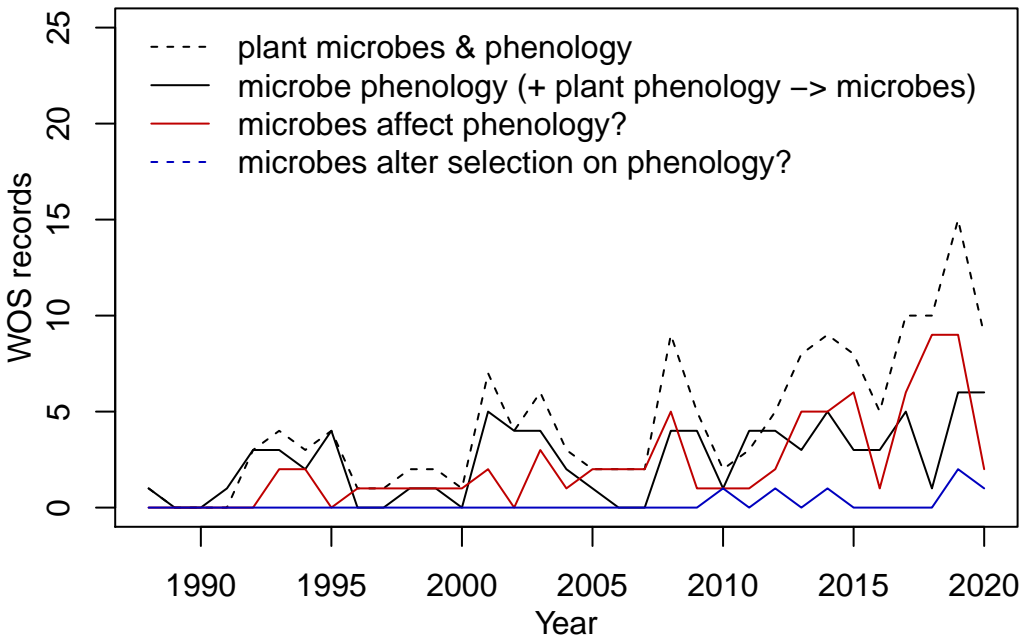 25
20
15
10
5
0
WOS records
plant microbes & phenology
microbe phenology (+ plant phenology −> microbes)
microbes affect phenology?
microbes alter selection on phenology?
1990 1995 2000 2005 2010 2015 2020
Year